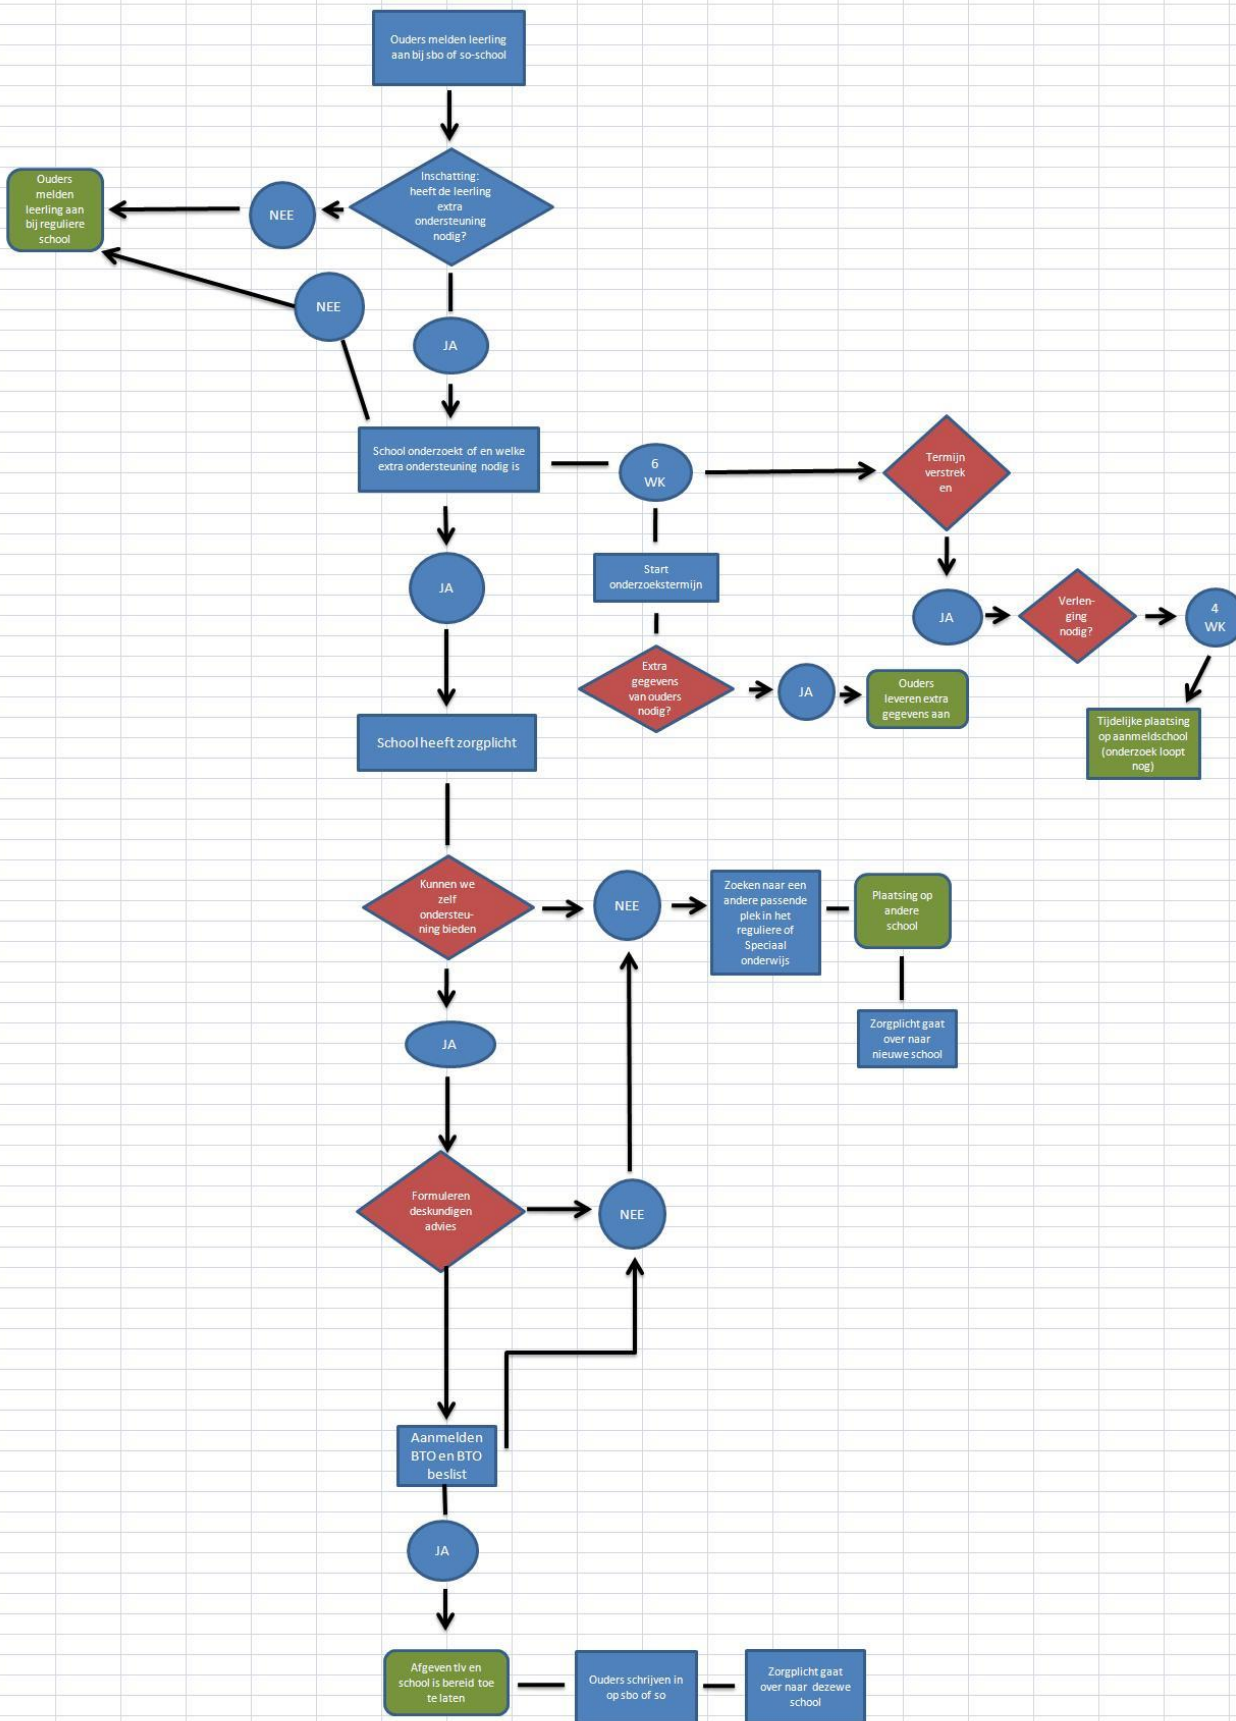 Ouders melden leerling
aan bij sbo of so-school
Inschatting:
heeft de leerling
extra
ondersteuning
nodig?
NEE
Ouders
melden
leerling aan
bij reguliere
school
NEE
JA
School onderzoekt of en welke
extra ondersteuning nodig is
6
WK
Termijn
verstrek
en
JA
Start
onderzoekstermijn
JA
Verlen-
ging
nodig?
4
WK
Extra
gegevens
van ouders
nodig?
JA
Ouders
leveren extra
gegevens aan
Tijdelijke plaatsing
op aanmeldschool
(onderzoek loopt
nog)
School heeft zorgplicht
Kunnen we
zelf
ondersteu-
ning bieden
NEE
Zoeken naar een
andere passende
plek in het
reguliere of
Speciaal
onderwijs
Plaatsing op
andere
school
Zorgplicht gaat
over naar
nieuwe school
JA
Formuleren
deskundigen
advies
NEE
Aanmelden
BTO en BTO
beslist
JA
Afgeven tlv en
school is bereid toe
te laten
Ouders schrijven in
op sbo of so
Zorgplicht gaat
over naar dezewe
school